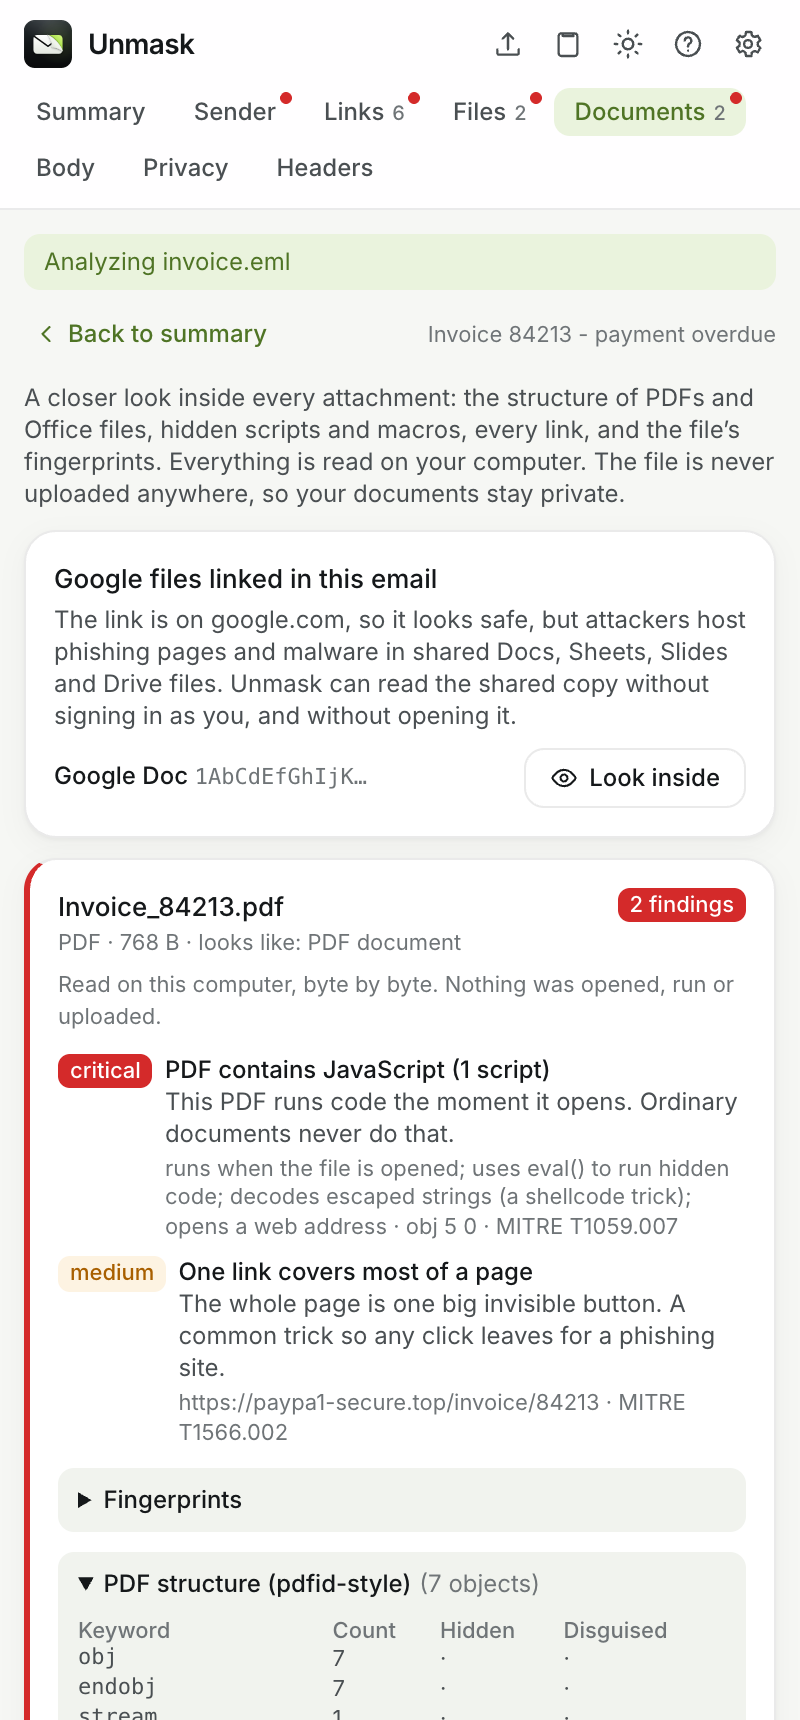 Unmask
Summary Sender Links 6 Files 2 Documents 2
Body Privacy Headers
Analyzing invoice.eml
Back to summary Invoice 84213 - payment overdue
A closer look inside every attachment: the structure of PDFs and
Office files, hidden scripts and macros, every link, and the file’s
fingerprints. Everything is read on your computer. The file is never
uploaded anywhere, so your documents stay private.
Google files linked in this email
The link is on google.com, so it looks safe, but attackers host
phishing pages and malware in shared Docs, Sheets, Slides
and Drive files. Unmask can read the shared copy without
signing in as you, and without opening it.
Google Doc 1AbCdEfGhIjK… Look inside
Invoice_84213.pdf 2 findings
PDF · 768 B · looks like: PDF document
Read on this computer, byte by byte. Nothing was opened, run or
uploaded.
critical PDF contains JavaScript (1 script)
This PDF runs code the moment it opens. Ordinary
documents never do that.
runs when the file is opened; uses eval() to run hidden
code; decodes escaped strings (a shellcode trick);
opens a web address · obj 5 0 · MITRE T1059.007
medium One link covers most of a page
The whole page is one big invisible button. A
common trick so any click leaves for a phishing
site.
https://paypa1-secure.top/invoice/84213 · MITRE
T1566.002
Fingerprints
PDF structure (pdfid-style) (7 objects)
Keyword Count Hidden Disguised
obj 7 · ·
endobj 7 · ·
stream 1 · ·